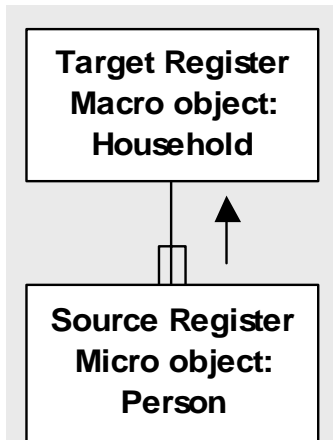 Target Register
Macro object:
Household
Source Register
Micro object:
Person